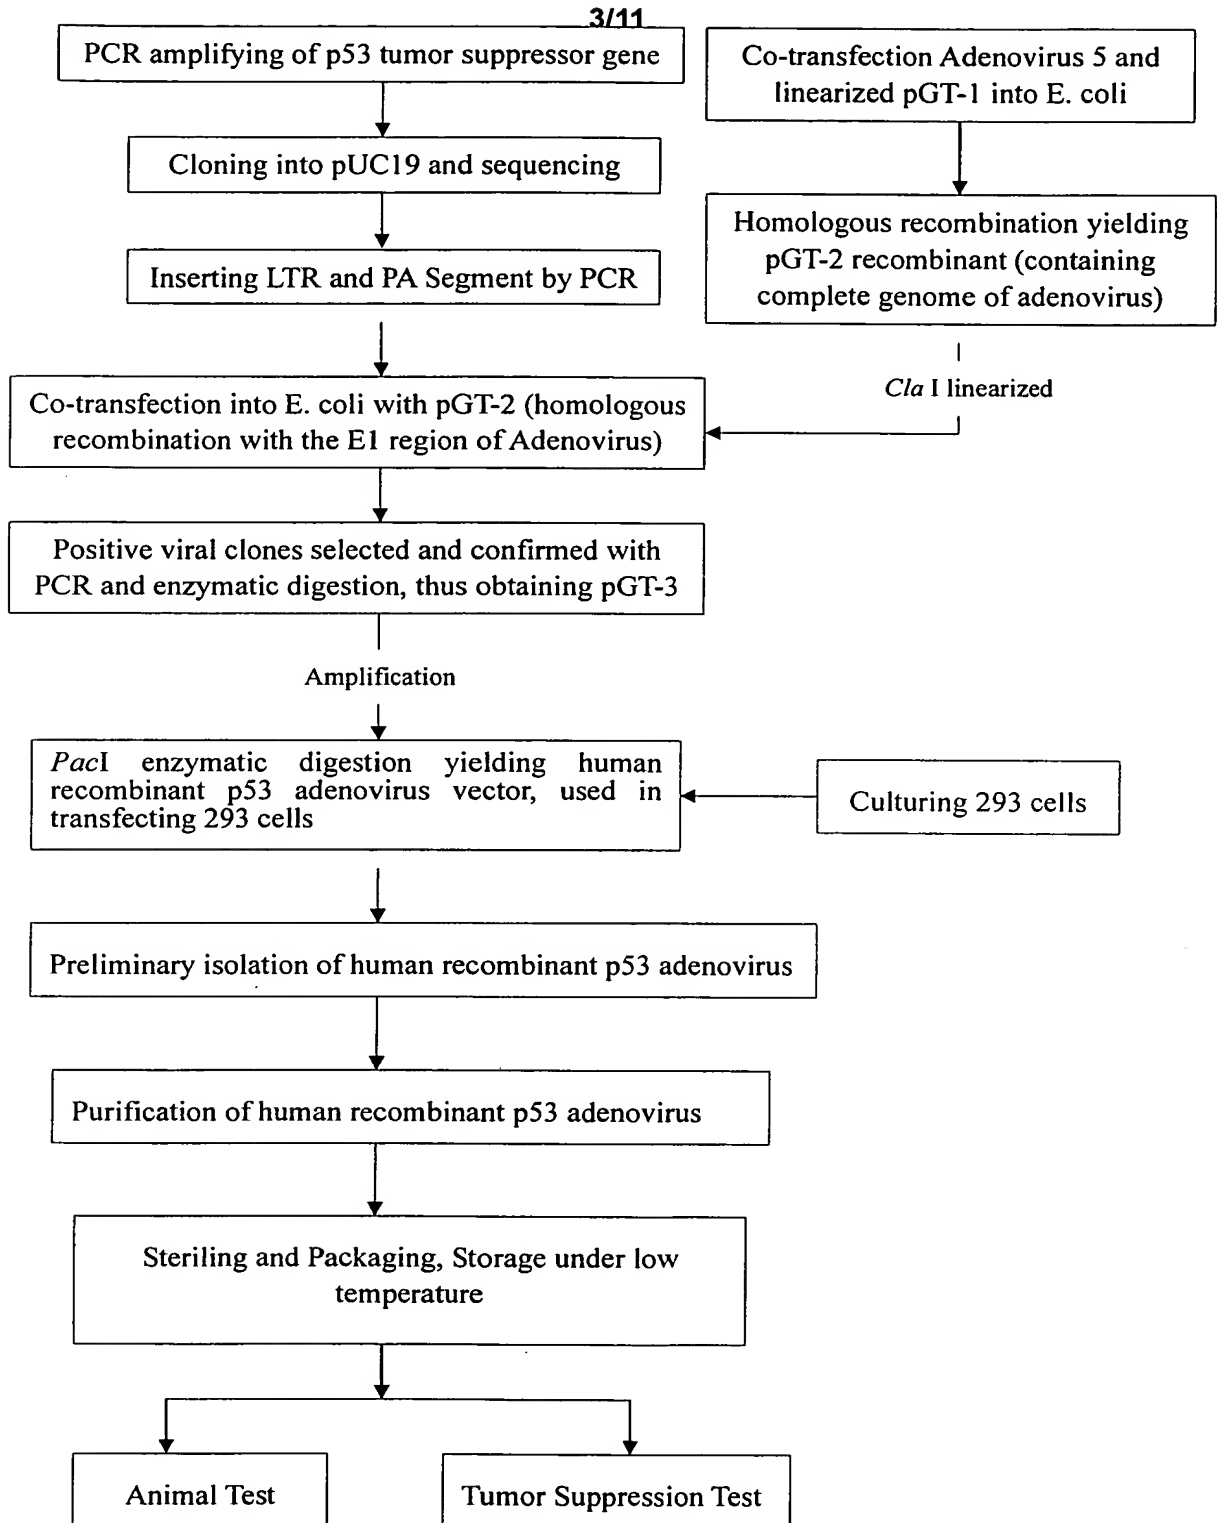 3/11
PCR amplifying of p53 tumor suppressor gene
Co-transfection Adenovirus 5 and
linearized pGT-1 into E. coli
Cloning into pUC19 and sequencing
Homologous recombination yielding
pGT-2 recombinant (containing
complete genome of adenovirus)
Inserting LTR and PA Segment by PCR
Cla I linearized
Co-transfection into E. coli with pGT-2 (homologous
recombination with the E1 region of Adenovirus)
Positive viral clones selected and confirmed with
PCR and enzymatic digestion, thus obtaining pGT-3
Amplification
PacI enzymatic digestion yielding human
recombinant p53 adenovirus vector, used in
transfecting 293 cells
Culturing 293 cells
Preliminary isolation of human recombinant p53 adenovirus
Purification of human recombinant p53 adenovirus
Steriling and Packaging, Storage under low
temperature
Animal Test
Tumor Suppression Test